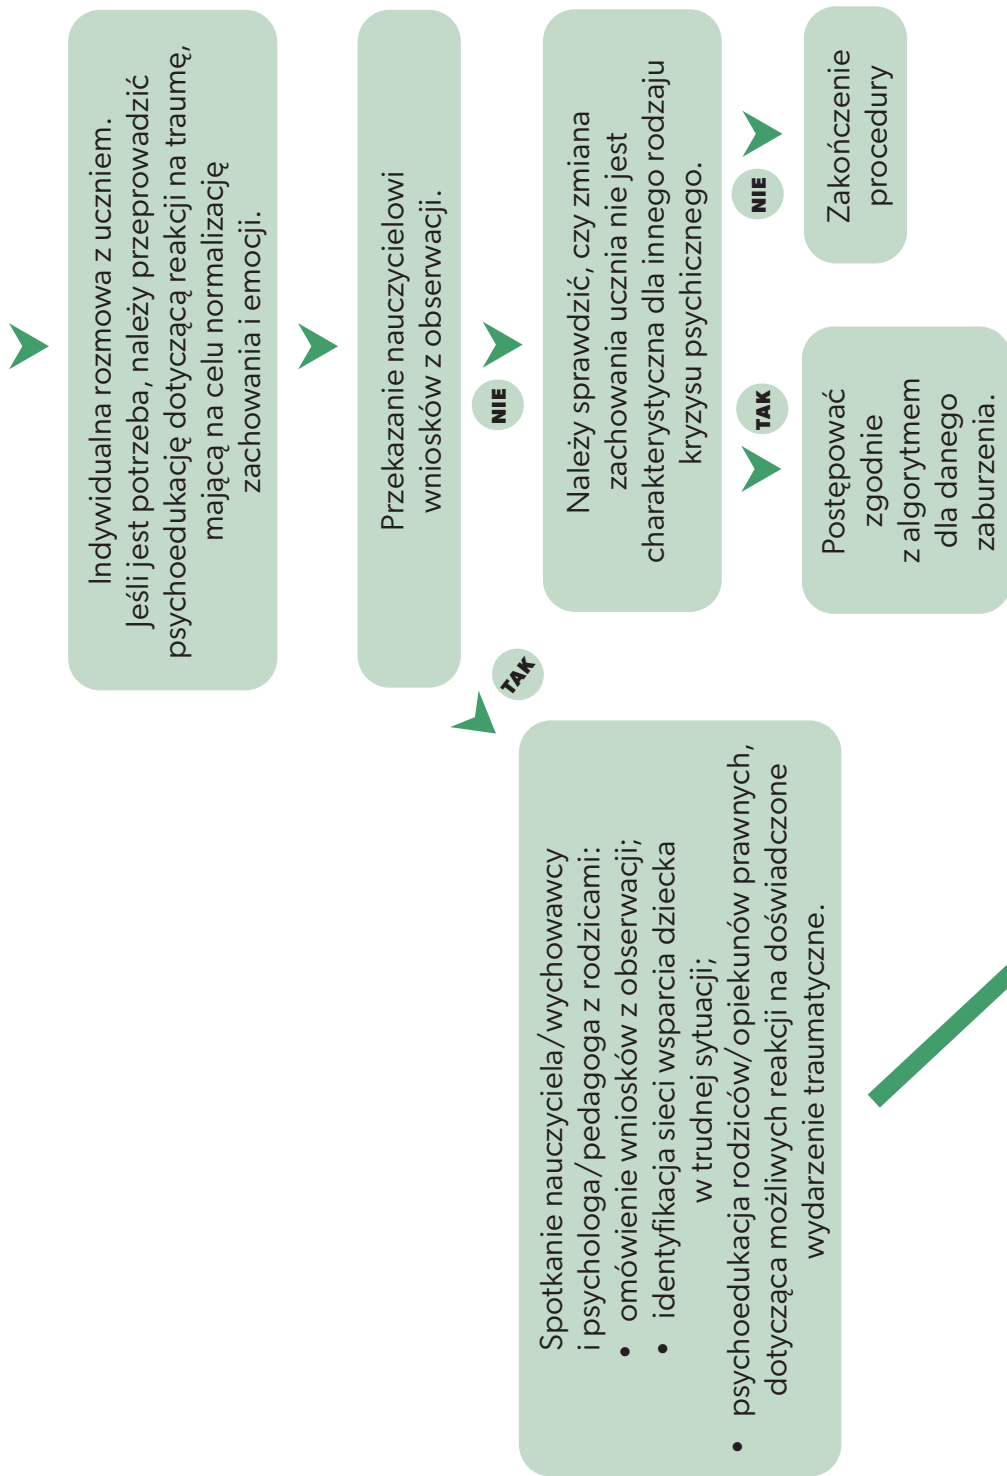 Indywidualna rozmowa z uczniem.
Jeśli jest potrzeba, należy przeprowadzić
psychoedukację dotyczącą reakcji na traumę,
mającą na celu normalizację
zachowania i emocji.
Przekazanie nauczycielowi
wniosków z obserwacji.
TAK
NIE
Spotkanie nauczyciela/wychowawcy
i psychologa/pedagoga z rodzicami:
• omówienie wniosków z obserwacji;
• identyfikacja sieci wsparcia dziecka
w trudnej sytuacji;
• psychoedukacja rodziców/opiekunów prawnych,
dotycząca możliwych reakcji na doświadczone
wydarzenie traumatyczne.
Należy sprawdzić, czy zmiana
zachowania ucznia nie jest
charakterystyczna dla innego rodzaju
kryzysu psychicznego.
TAK
NIE
Postępować
zgodnie
z algorytmem
dla danego
zaburzenia.
Zakończenie
procedury